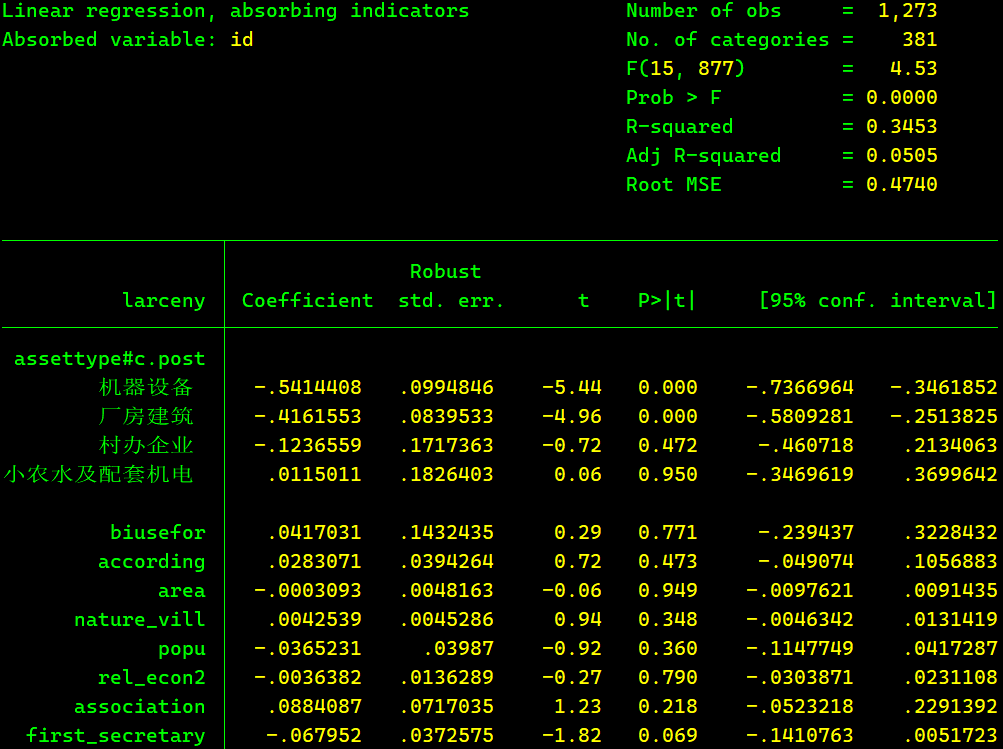 Linear regression, absorbing indicators Number of obs = 1,273
Absorbed variable: id No. of categories = 381
F(15, 877) = 4.53
Prob > F = 0.0000
R-squared = 0.3453
Adj R-squared = 0.0505
Root MSE = 0.4740
Robust
larceny Coefficient std. err. t P>|t| [95% conf. interval]
assettype#c.post
机器设备 -.5414408 .0994846 -5.44 0.000 -.7366964 -.3461852
厂房建筑 -.4161553 .0839533 -4.96 0.000 -.5809281 -.2513825
村办企业 -.1236559 .1717363 -0.72 0.472 -.460718 .2134063
小农水及配套机电 .0115011 .1826403 0.06 0.950 -.3469619 .3699642
biusefor .0417031 .1432435 0.29 0.771 -.239437 .3228432
according .0283071 .0394264 0.72 0.473 -.049074 .1056883
area -.0003093 .0048163 -0.06 0.949 -.0097621 .0091435
nature_vill .0042539 .0045286 0.94 0.348 -.0046342 .0131419
popu -.0365231 .03987 -0.92 0.360 -.1147749 .0417287
rel_econ2 -.0036382 .0136289 -0.27 0.790 -.0303871 .0231108
association .0884087 .0717035 1.23 0.218 -.0523218 .2291392
first_secretary -.067952 .0372575 -1.82 0.069 -.1410763 .0051723